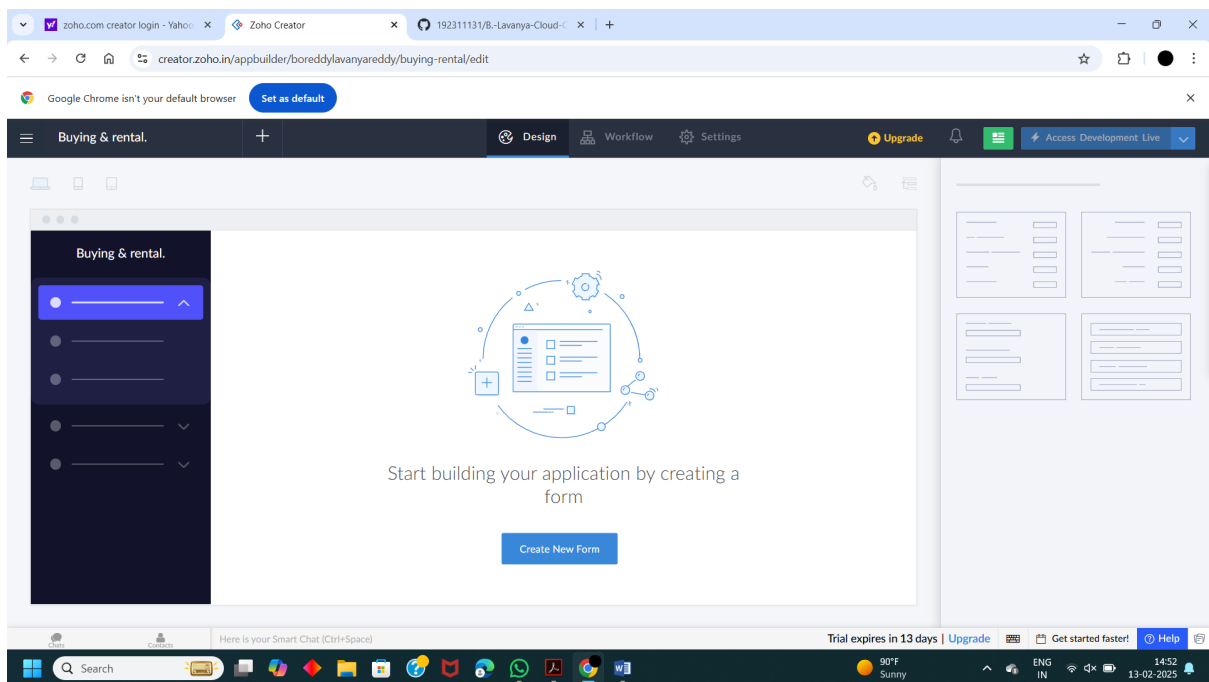 zoho.com creator login - Yahoo
Zoho Creator
192311131/B.-Lavanya-Cloud-C
creator.zoho.in/appbuilder/boreddylavanyareddy/buying-rental/edit
Google Chrome isn't your default browser
Set as default
Buying & rental.
Design
Workflow
Settings
Upgrade
Access Development Live
Buying & rental.
Start building your application by creating a
form
Create New Form
Chats
Contacts
Here is your Smart Chat (Ctrl+Space)
Trial expires in 13 days | Upgrade
Get started faster!
Help
Search
90°F
Sunny
ENG
IN
14:52
13-02-2025